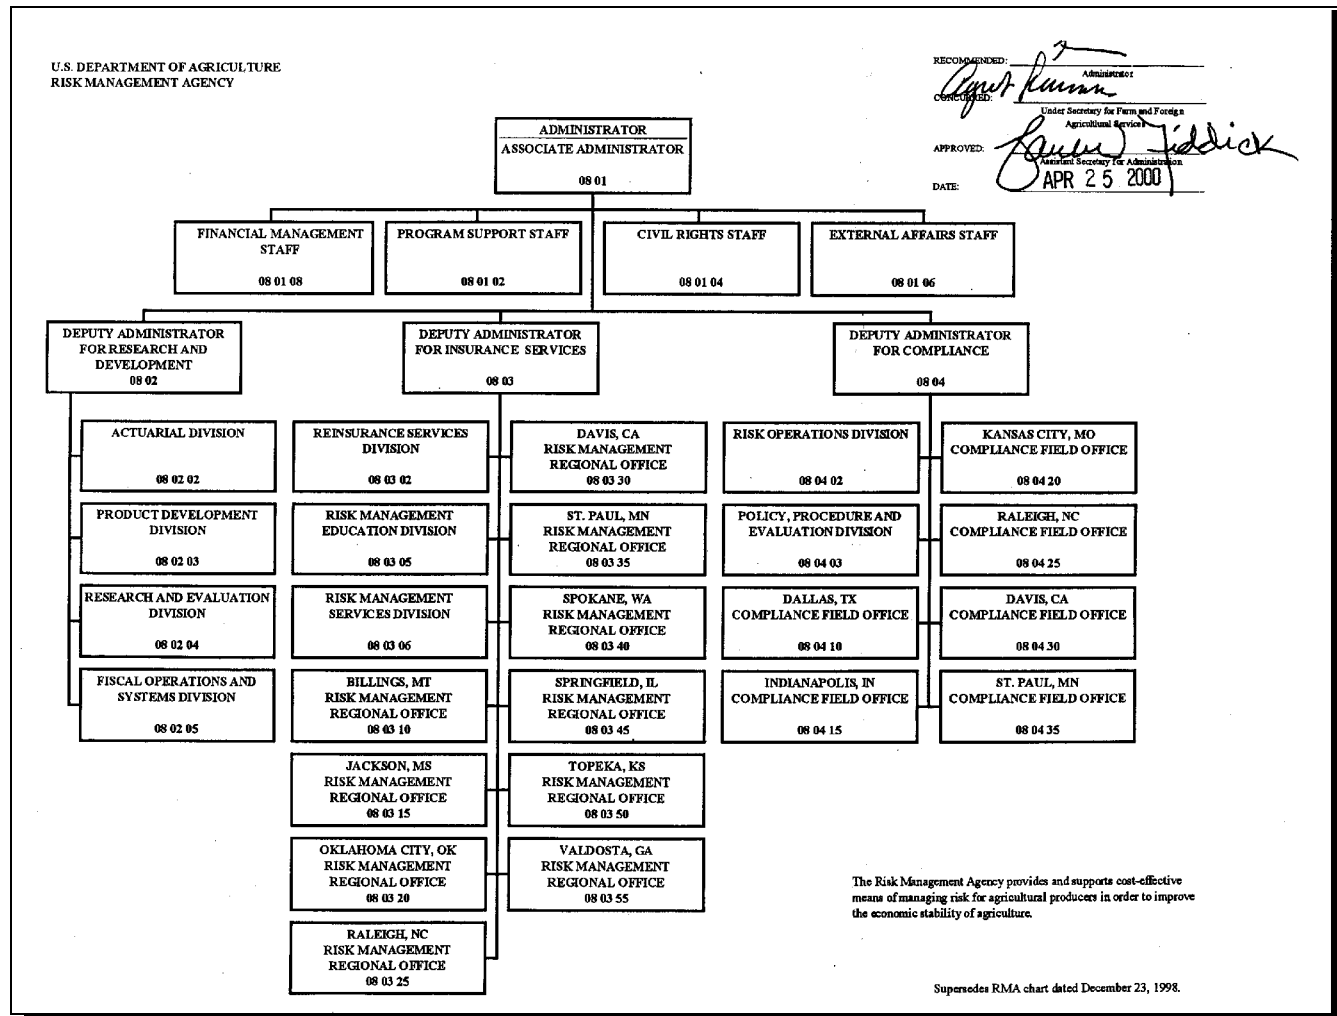 U.S. DEPARTMENT OF AGRICULTURE
RISK MANAGEMENT AGENCY
RECOMMENDED:
Administrator
CONCURRED:
Under Secretary for Farm and Foreign
Agricultural Services
APPROVED:
Assistant Secretary for Administration
DATE:
APR 25 2000
ADMINISTRATOR
ASSOCIATE ADMINISTRATOR
08 01
FINANCIAL MANAGEMENT
STAFF
08 01 08
PROGRAM SUPPORT STAFF
08 01 02
CIVIL RIGHTS STAFF
08 01 04
EXTERNAL AFFAIRS STAFF
08 01 06
DEPUTY ADMINISTRATOR
FOR RESEARCH AND
DEVELOPMENT
08 02
DEPUTY ADMINISTRATOR
FOR INSURANCE SERVICES
08 03
DEPUTY ADMINISTRATOR
FOR COMPLIANCE
08 04
ACTUARIAL DIVISION
08 02 02
PRODUCT DEVELOPMENT
DIVISION
08 02 03
RESEARCH AND EVALUATION
DIVISION
08 02 04
FISCAL OPERATIONS AND
SYSTEMS DIVISION
08 02 05
REINSURANCE SERVICES
DIVISION
08 03 02
RISK MANAGEMENT
EDUCATION DIVISION
08 03 05
RISK MANAGEMENT
SERVICES DIVISION
08 03 06
BILLINGS, MT
RISK MANAGEMENT
REGIONAL OFFICE
08 03 10
JACKSON, MS
RISK MANAGEMENT
REGIONAL OFFICE
08 03 15
OKLAHOMA CITY, OK
RISK MANAGEMENT
REGIONAL OFFICE
08 03 20
RALEIGH, NC
RISK MANAGEMENT
REGIONAL OFFICE
08 03 25
DAVIS, CA
RISK MANAGEMENT
REGIONAL OFFICE
08 03 30
ST. PAUL, MN
RISK MANAGEMENT
REGIONAL OFFICE
08 03 35
SPOKANE, WA
RISK MANAGEMENT
REGIONAL OFFICE
08 03 40
SPRINGFIELD, IL
RISK MANAGEMENT
REGIONAL OFFICE
08 03 45
TOPEKA, KS
RISK MANAGEMENT
REGIONAL OFFICE
08 03 50
VALDOSTA, GA
RISK MANAGEMENT
REGIONAL OFFICE
08 03 55
RISK OPERATIONS DIVISION
08 04 02
POLICY, PROCEDURE AND
EVALUATION DIVISION
08 04 03
DALLAS, TX
COMPLIANCE FIELD OFFICE
08 04 10
INDIANAPOLIS, IN
COMPLIANCE FIELD OFFICE
08 04 15
KANSAS CITY, MO
COMPLIANCE FIELD OFFICE
08 04 20
RALEIGH, NC
COMPLIANCE FIELD OFFICE
08 04 25
DAVIS, CA
COMPLIANCE FIELD OFFICE
08 04 30
ST. PAUL, MN
COMPLIANCE FIELD OFFICE
08 04 35
The Risk Management Agency provides and supports cost-effective
means of managing risk for agricultural producers in order to improve
the economic stability of agriculture.
Supersedes RMA chart dated December 23, 1998.